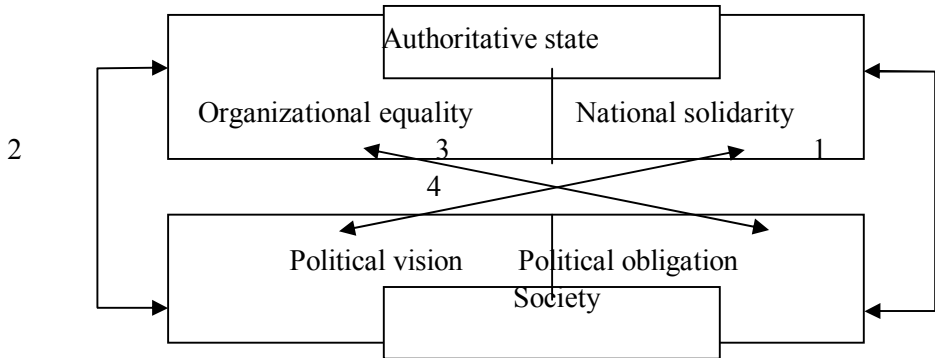 Authoritative state
Organizational equality National solidarity
2 3 1
4
Political vision Political obligation
Society